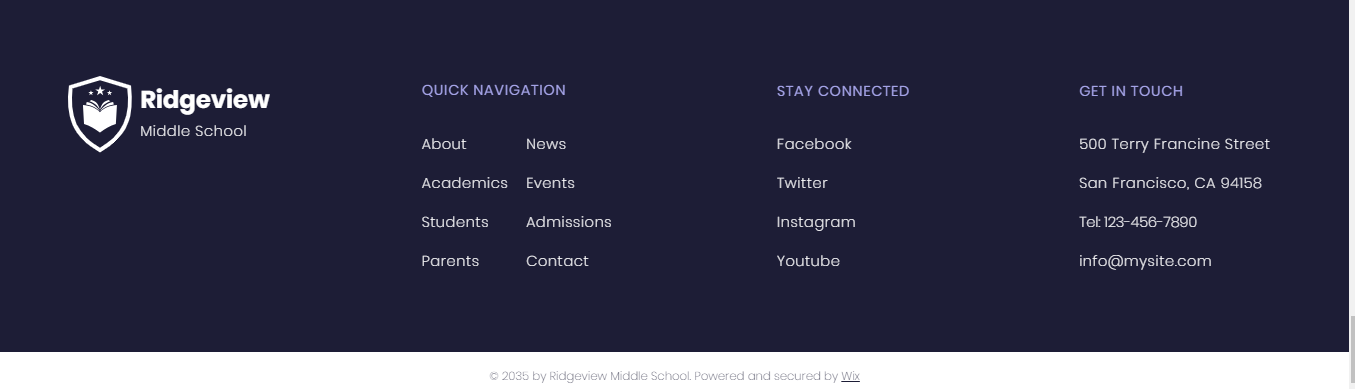 Ridgeview
Middle School
QUICK NAVIGATION
About
Academics
Students
Parents
News
Events
Admissions
Contact
STAY CONNECTED
Facebook
Twitter
Instagram
Youtube
GET IN TOUCH
500 Terry Francine Street
San Francisco, CA 94158
Tel: 123-456-7890
info@mysite.com
© 2035 by Ridgeview Middle School. Powered and secured by Wix